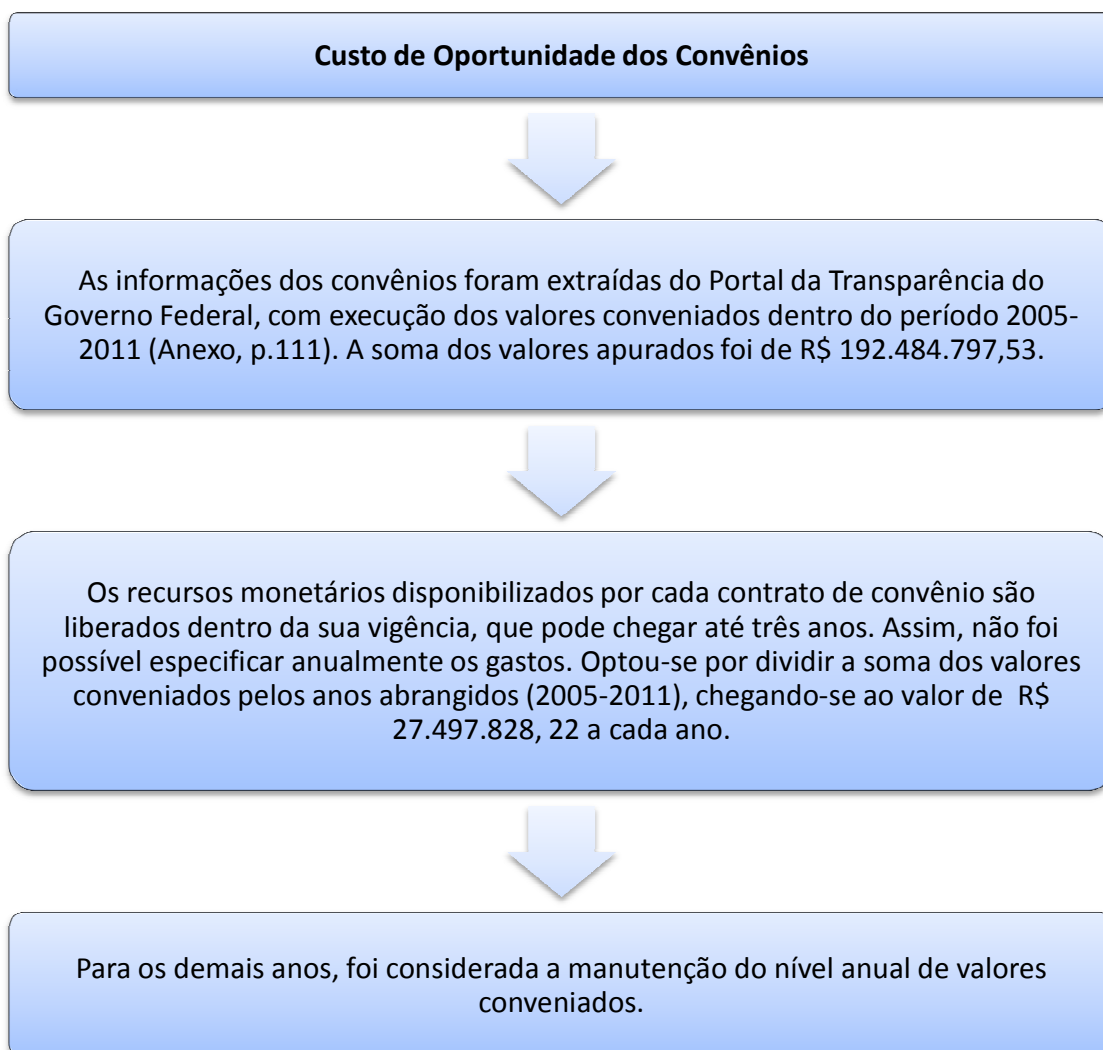 Custo de Oportunidade dos Convênios
As informações dos convênios foram extraídas do Portal da Transparência do
Governo Federal, com execução dos valores conveniados dentro do período 2005-
2011 (Anexo, p.111). A soma dos valores apurados foi de R$ 192.484.797,53.
Os recursos monetários disponibilizados por cada contrato de convênio são
liberados dentro da sua vigência, que pode chegar até três anos. Assim, não foi
possível especificar anualmente os gastos. Optou-se por dividir a soma dos valores
conveniados pelos anos abrangidos (2005-2011), chegando-se ao valor de  R$
27.497.828, 22 a cada ano.
Para os demais anos, foi considerada a manutenção do nível anual de valores
conveniados.